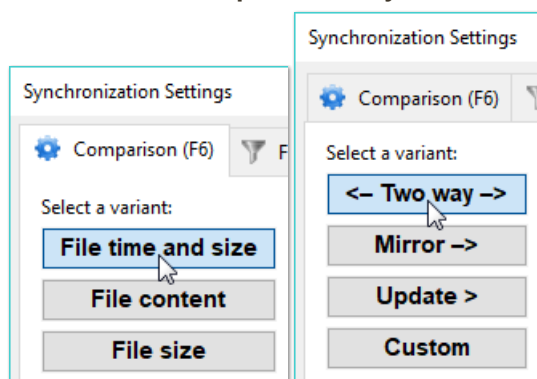 Synchronization Settings
Comparison (F6)
F
Select a variant:
File time and size
File content
File size
Synchronization Settings
Comparison (F6)
Select a variant:
<– Two way –>
Mirror –>
Update >
Custom